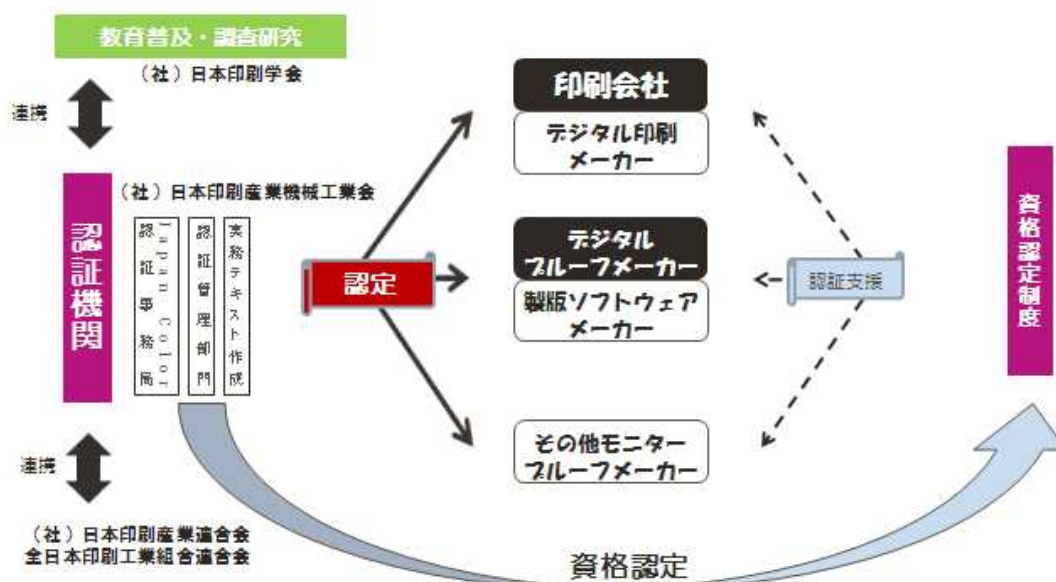 教育普及・調査研究
（社）日本印刷学会
連携
認証機関
（社）日本印刷産業機械工業会
Japan Color
認証事務局
認証管理部門
実務テキスト作成
連携
（社）日本印刷産業連合会
全日本印刷工業組合連合会
認定
印刷会社
デジタル印刷
メーカー
デジタル
プルーフメーカー
製版ソフトウェア
メーカー
その他モニター
プルーフメーカー
認証支援
資格認定制度
資格認定